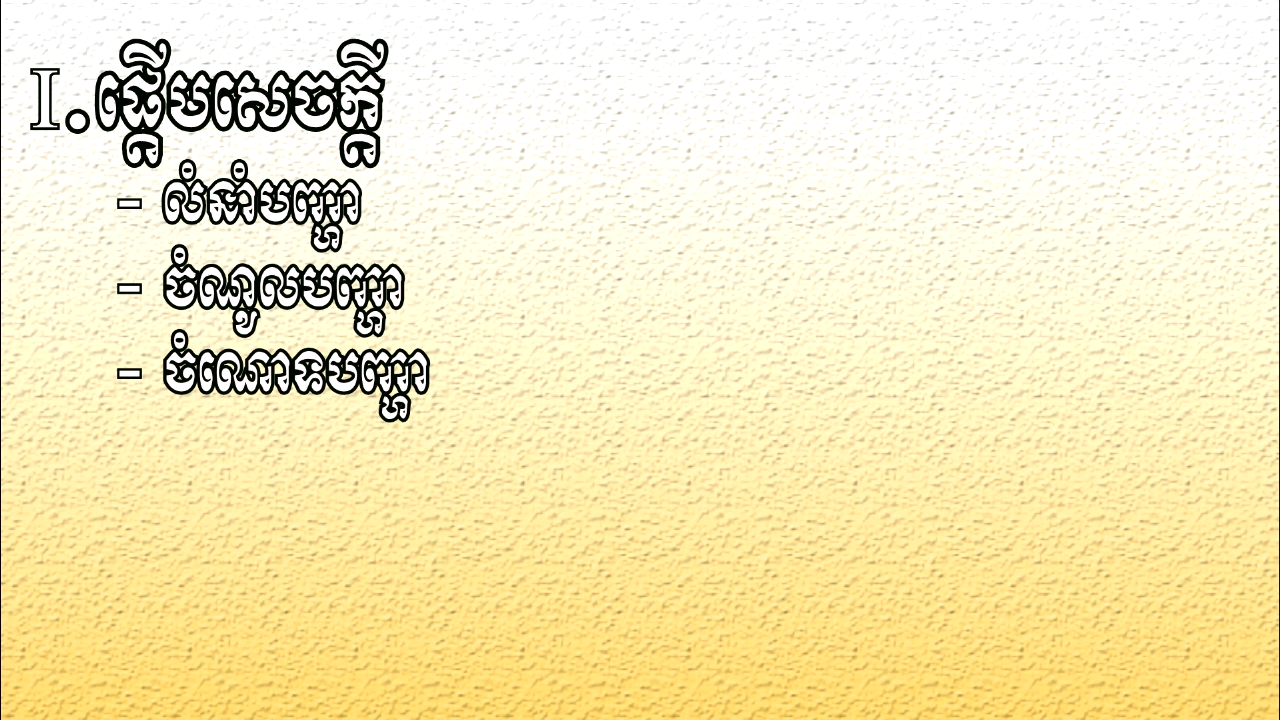 I.ផ្តើមសេចក្តី
- លំនាំបញ្ហា
- ចំណូលបញ្ហា
- ចំណោទបញ្ហា